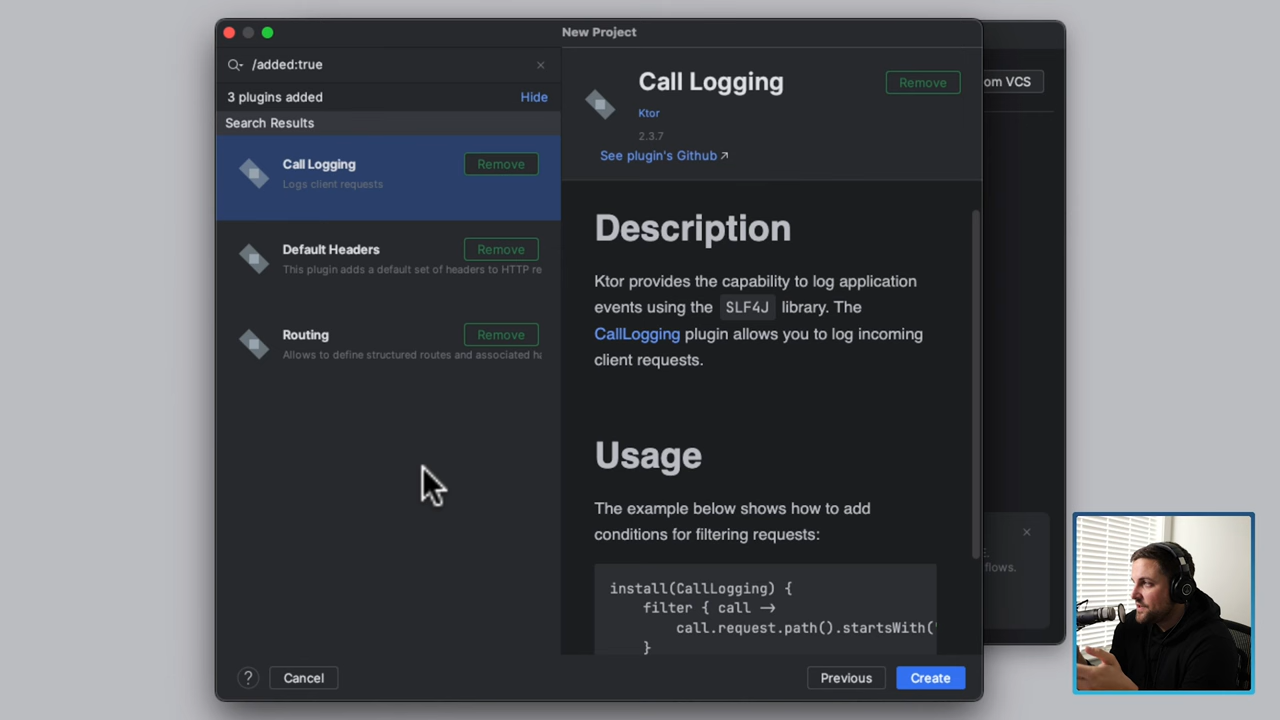 New Project
/added:true
3 plugins added
Hide
Search Results
Call Logging
Remove
Logs client requests
Default Headers
Remove
This plugin adds a default set of headers to HTTP re
Routing
Remove
Allows to define structured routes and associated ha
Call Logging
Remove
Ktor
2.3.7
See plugin's Github ↗
Description
Ktor provides the capability to log application
events using the SLF4J library. The
CallLogging plugin allows you to log incoming
client requests.
Usage
The example below shows how to add
conditions for filtering requests:
install(CallLogging) {
filter { call ->
call.request.path().startsWith("
}
?
Cancel
Previous
Create
om VCS
E.
flows.